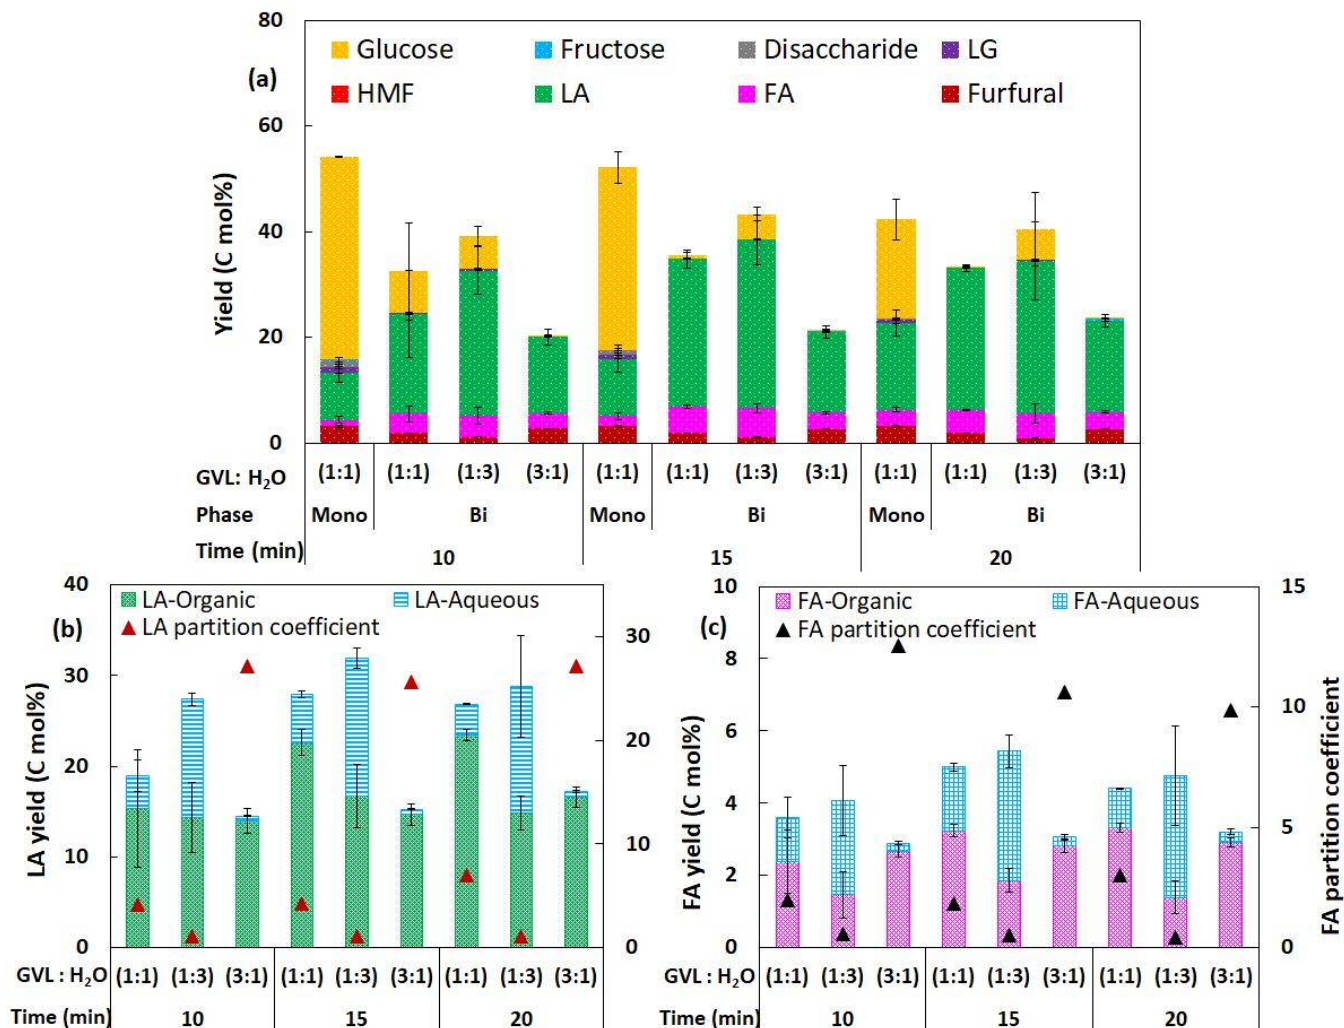 80
Glucose Fructose Disaccharide LG
(a)
HMF LA FA Furfural
60
Yield (C mol%)
40
20
0
GVL: H₂O (1:1) (1:1) (1:3) (3:1) (1:1) (1:1) (1:3) (3:1) (1:1) (1:1) (1:3) (3:1)
Phase Mono Bi Mono Bi Mono Bi
Time (min) 10 15 20
40
LA-Organic LA-Aqueous
(b)
LA partition coefficient
30
30
LA yield (C mol%)
20
20
10
10
0
0
GVL : H₂O (1:1) (1:3) (3:1) (1:1) (1:3) (3:1) (1:1) (1:3) (3:1)
Time (min) 10 15 20
10
15
FA-Organic FA-Aqueous
(c)
FA partition coefficient
8
10
6
FA yield (C mol%)
FA partition coefficient
4
5
2
0
0
GVL : H₂O (1:1) (1:3) (3:1) (1:1) (1:3) (3:1) (1:1) (1:3) (3:1)
Time (min) 10 15 20